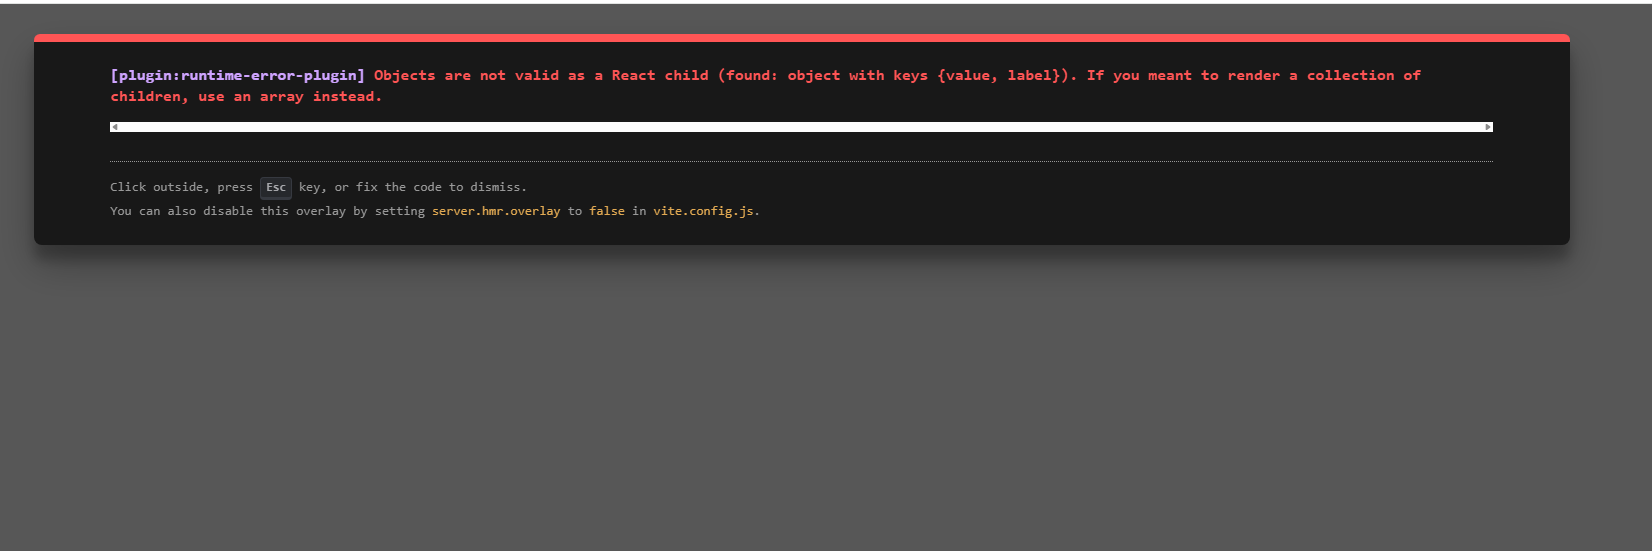 [plugin:runtime-error-plugin] Objects are not valid as a React child (found: object with keys {value, label}). If you meant to render a collection of
children, use an array instead.
Click outside, press Esc key, or fix the code to dismiss.
You can also disable this overlay by setting server.hmr.overlay to false in vite.config.js.